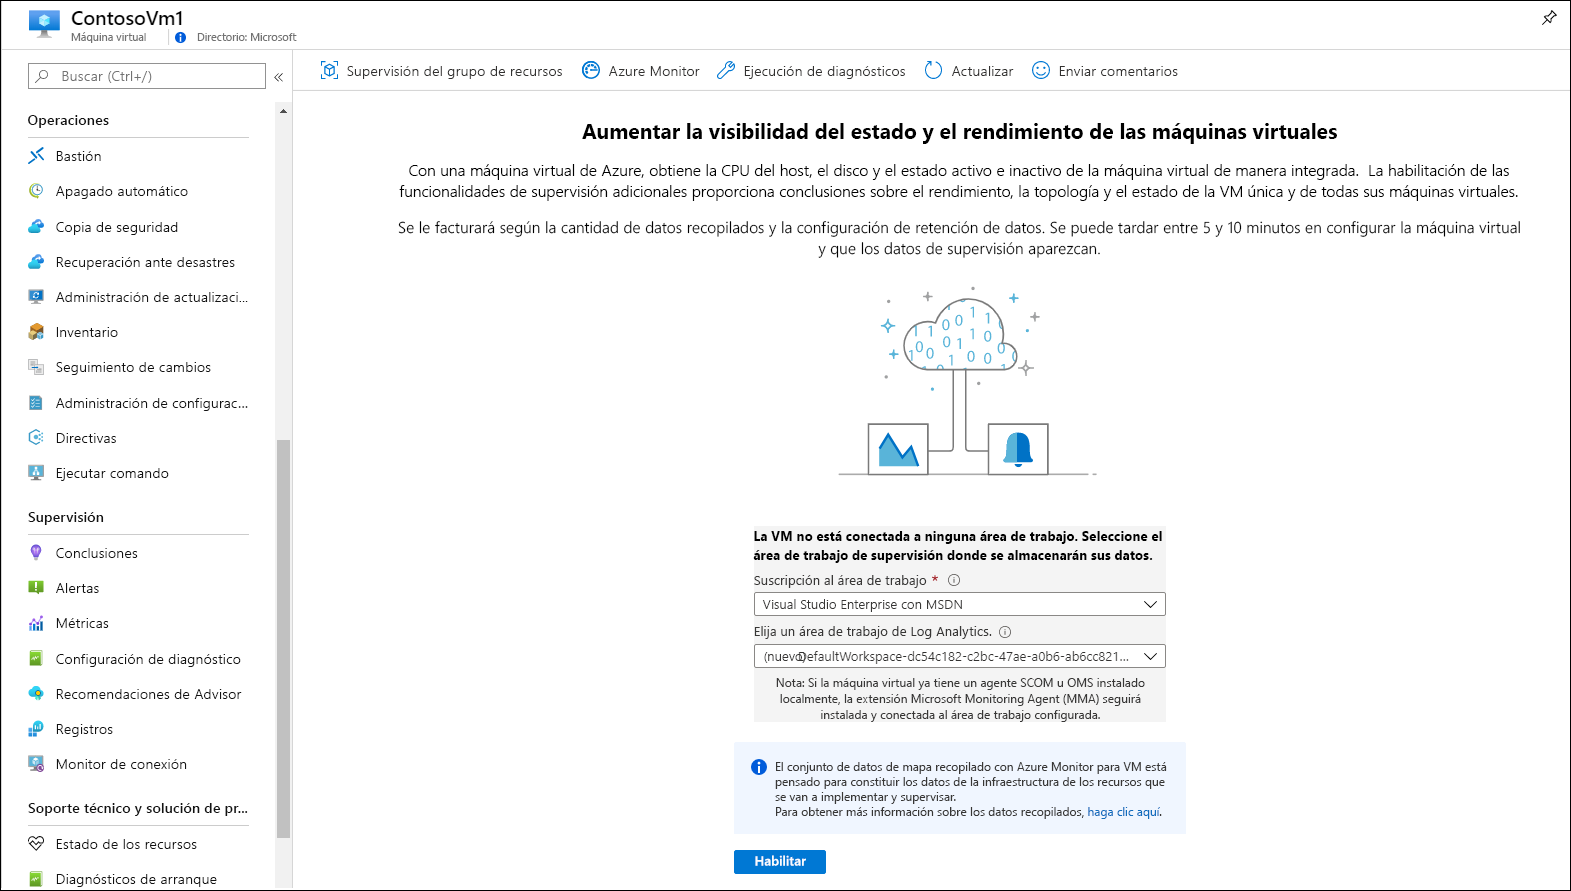 ContosoVm1
Máquina virtual
Directorio: Microsoft
Buscar (Ctrl+/)
Supervisión del grupo de recursos
Azure Monitor
Ejecución de diagnósticos
Actualizar
Enviar comentarios
Operaciones
Bastión
Apagado automático
Copia de seguridad
Recuperación ante desastres
Administración de actualizaci...
Inventario
Seguimiento de cambios
Administración de configurac...
Directivas
Ejecutar comando
Supervisión
Conclusiones
Alertas
Métricas
Configuración de diagnóstico
Recomendaciones de Advisor
Registros
Monitor de conexión
Soporte técnico y solución de pr...
Estado de los recursos
Diagnósticos de arranque
Aumentar la visibilidad del estado y el rendimiento de las máquinas virtuales
Con una máquina virtual de Azure, obtiene la CPU del host, el disco y el estado activo e inactivo de la máquina virtual de manera integrada. La habilitación de las
funcionalidades de supervisión adicionales proporciona conclusiones sobre el rendimiento, la topología y el estado de la VM única y de todas sus máquinas virtuales.
Se le facturará según la cantidad de datos recopilados y la configuración de retención de datos. Se puede tardar entre 5 y 10 minutos en configurar la máquina virtual
y que los datos de supervisión aparezcan.
La VM no está conectada a ninguna área de trabajo. Seleccione el
área de trabajo de supervisión donde se almacenarán sus datos.
Suscripción al área de trabajo *
Visual Studio Enterprise con MSDN
Elija un área de trabajo de Log Analytics.
(nuevo)DefaultWorkspace-dc54c182-c2bc-47ae-a0b6-ab6cc821...
Nota: Si la máquina virtual ya tiene un agente SCOM u OMS instalado
localmente, la extensión Microsoft Monitoring Agent (MMA) seguirá
instalada y conectada al área de trabajo configurada.
El conjunto de datos de mapa recopilado con Azure Monitor para VM está
pensado para constituir los datos de la infraestructura de los recursos que
se van a implementar y supervisar.
Para obtener más información sobre los datos recopilados, haga clic aquí.
Habilitar